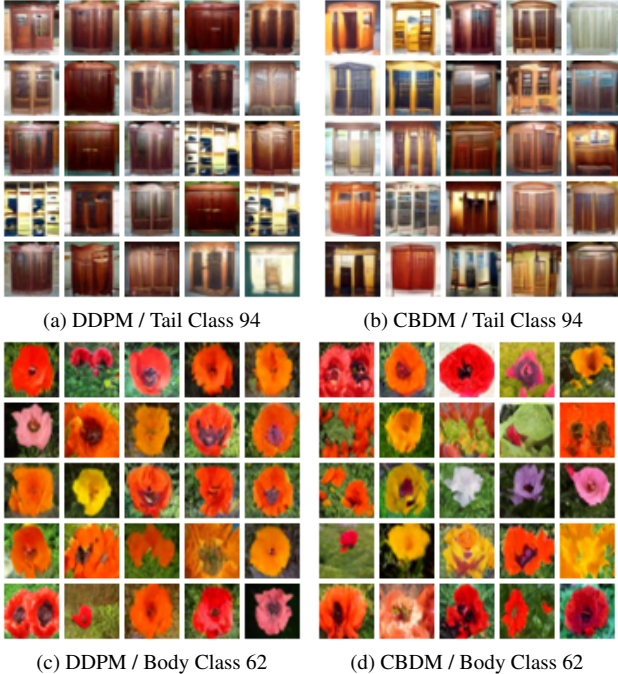 (a) DDPM / Tail Class 94
(b) CBDM / Tail Class 94
(c) DDPM / Body Class 62
(d) CBDM / Body Class 62